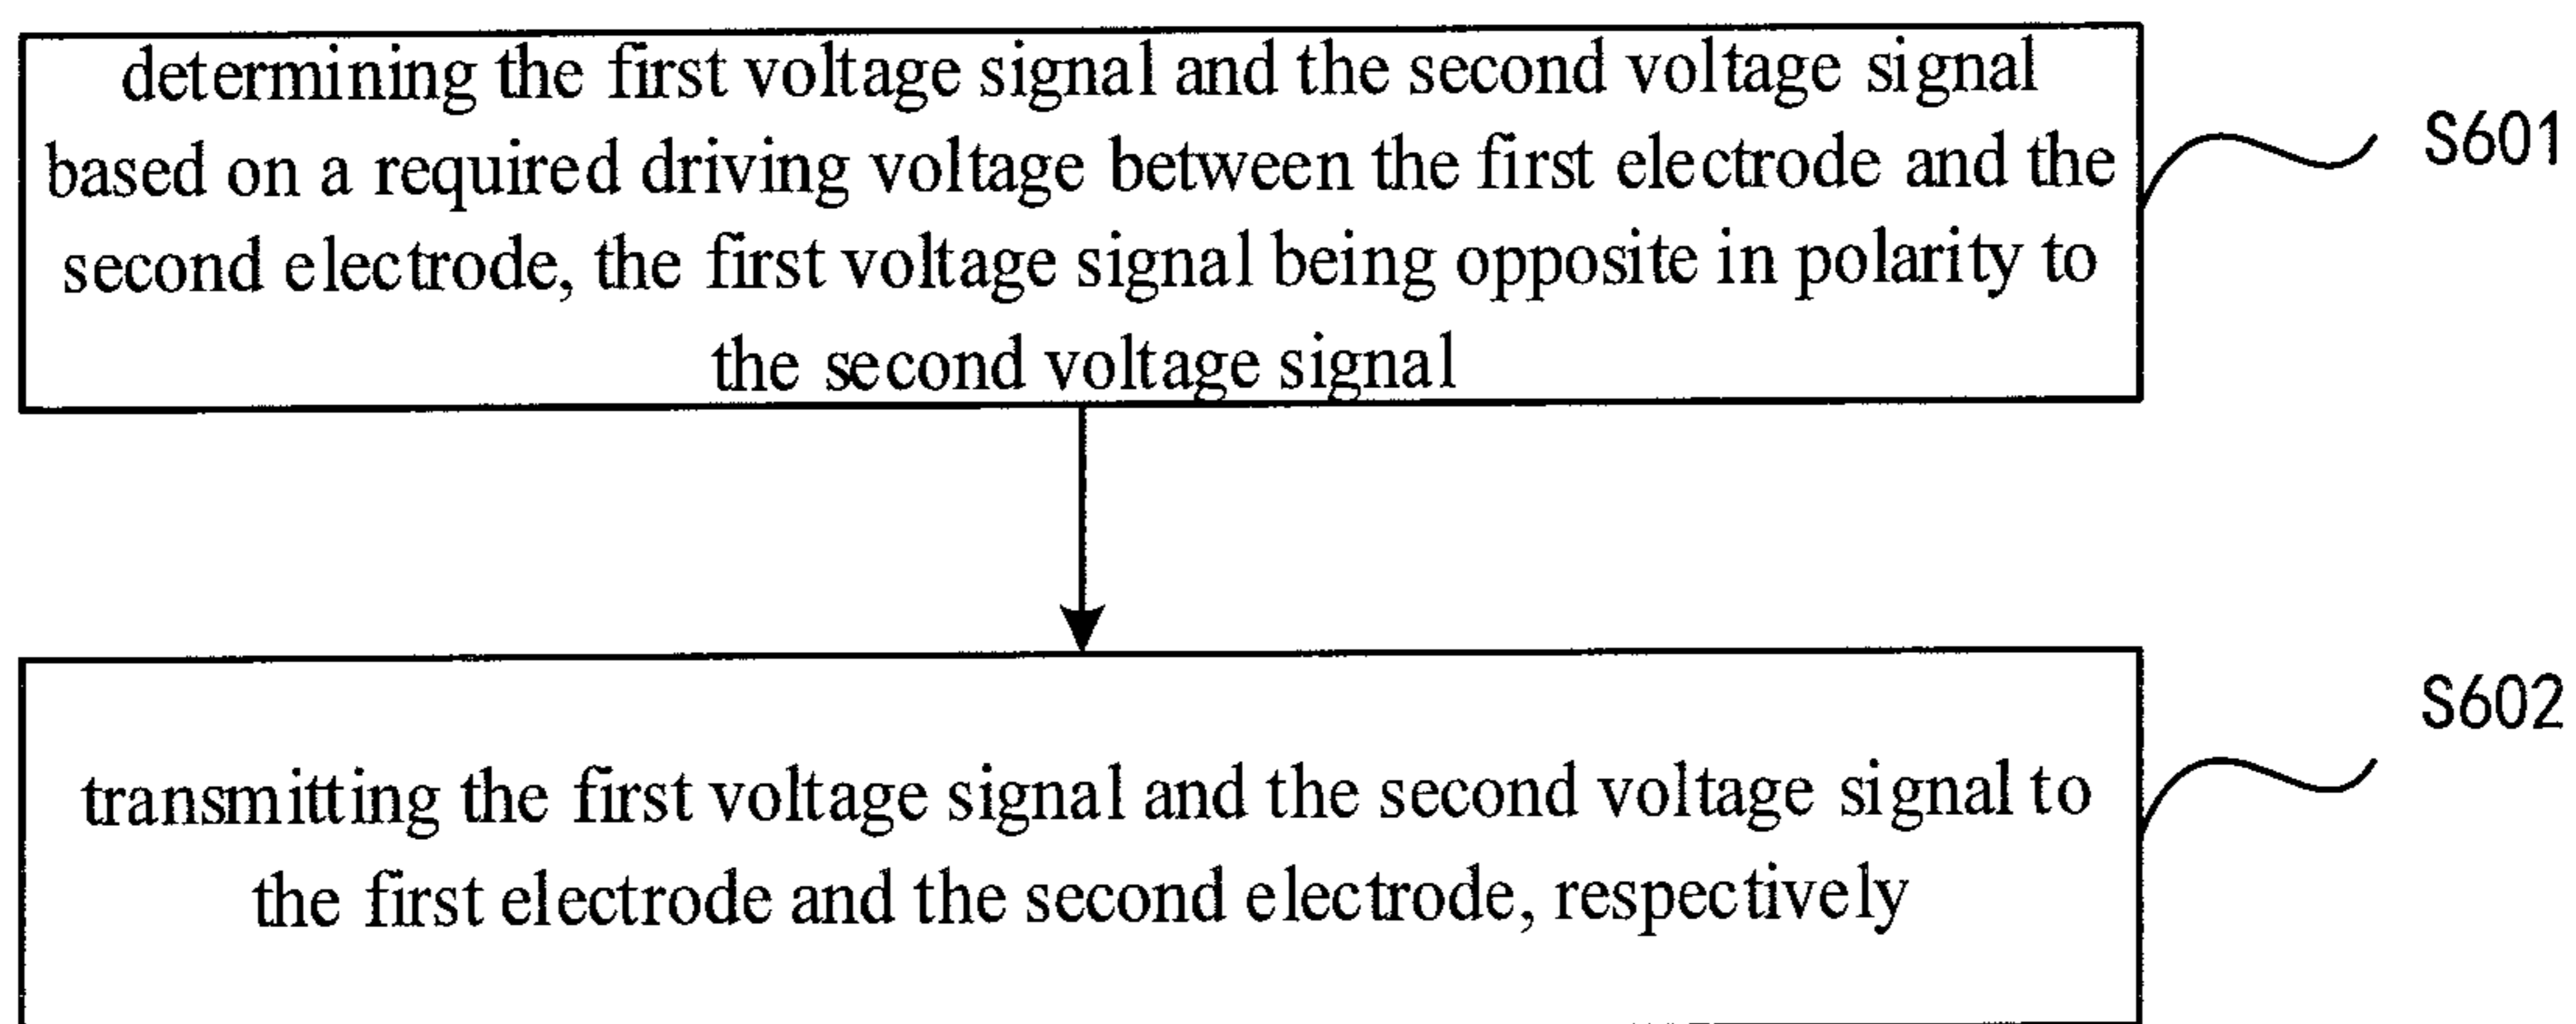 determining the first voltage signal and the second voltage signal
based on a required driving voltage between the first electrode and the
second electrode, the first voltage signal being opposite in polarity to
the second voltage signal
S601
transmitting the first voltage signal and the second voltage signal to
the first electrode and the second electrode, respectively
S602